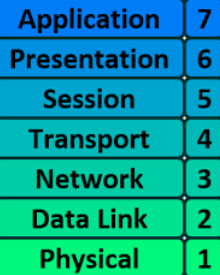 Application 7
Presentation 6
Session 5
Transport 4
Network 3
Data Link 2
Physical 1